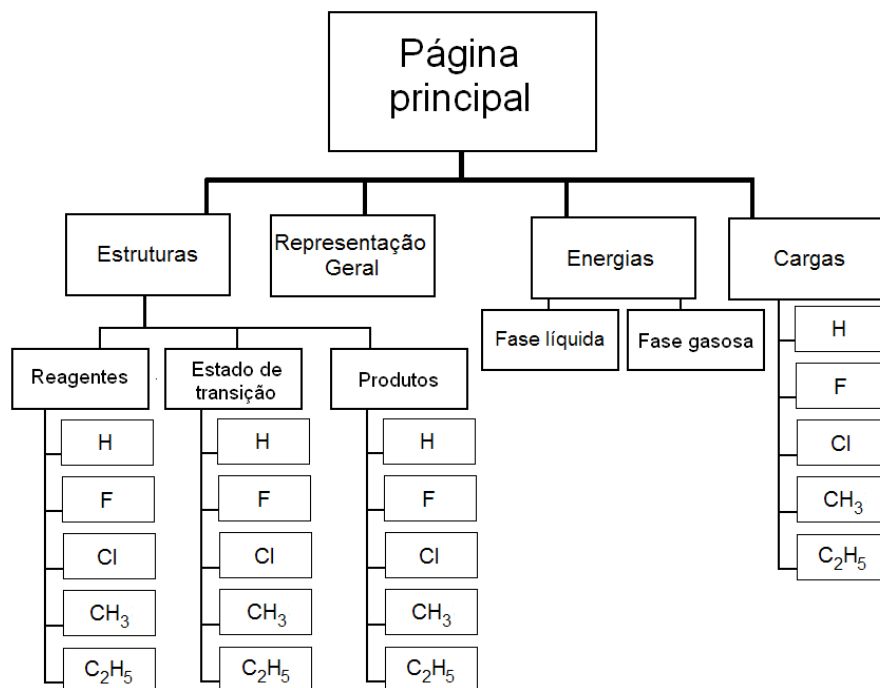 Página
principal
Estruturas
Representação
Geral
Energias
Cargas
Fase líquida
Fase gasosa
Reagentes
Estado de
transição
Produtos
H
F
Cl
CH₃
C₂H₅
H
F
Cl
CH₃
C₂H₅
H
F
Cl
CH₃
C₂H₅
H
F
Cl
CH₃
C₂H₅